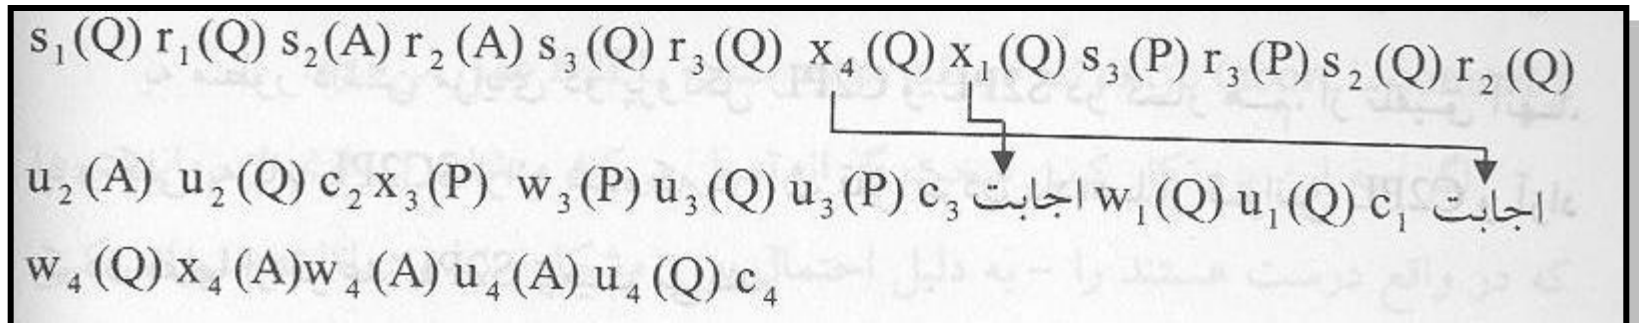 s₁(Q) r₁(Q) s₂(A) r₂(A) s₃(Q) r₃(Q) x₄(Q) x₁(Q) s₃(P) r₃(P) s₂(Q) r₂(Q)
u₂(A) u₂(Q) c₂ x₃(P) w₃(P) u₃(Q) u₃(P) c₃ اجابت w₁(Q) u₁(Q) c₁ اجابت
w₄(Q) x₄(A) w₄(A) u₄(A) u₄(Q) c₄